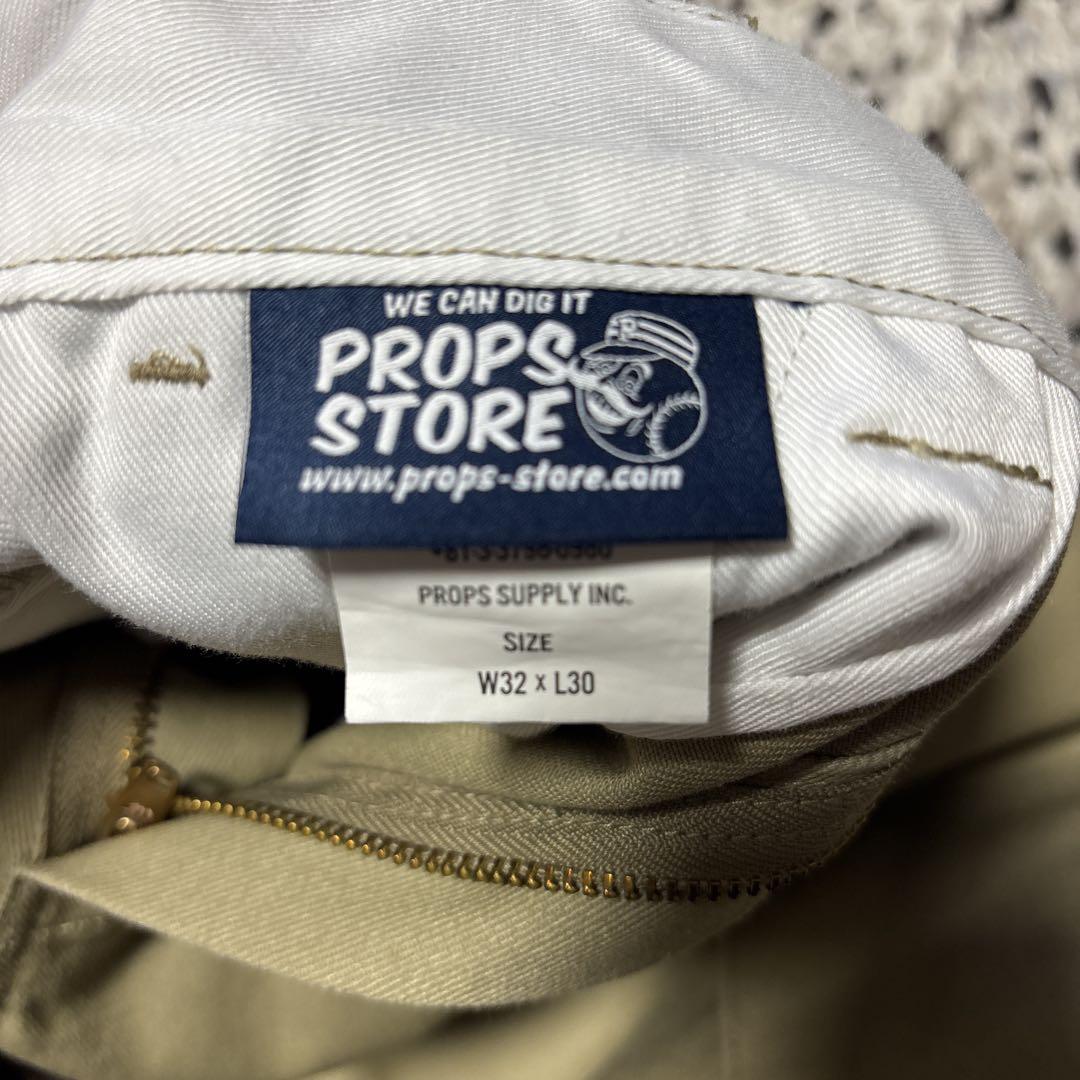 WE CAN DIG IT
PROPS
STORE
www.props-store.com
PROPS SUPPLY INC.
SIZE
W32 x L30